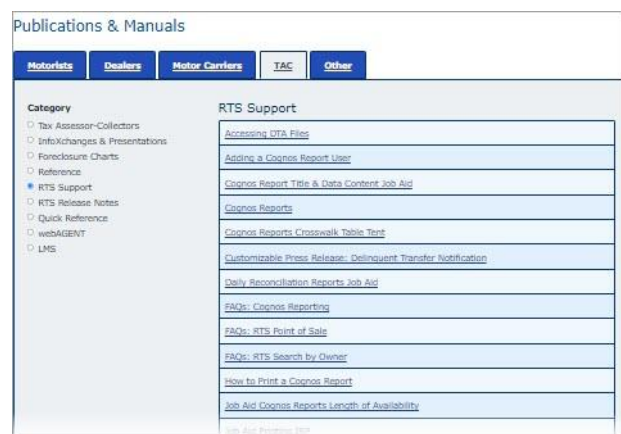 Publications & Manuals
Motorists
Dealers
Motor Carriers
TAC
Other
Category
Tax Assessor-Collectors
InfoXchanges & Presentations
Foreclosure Charts
Reference
RTS Support
RTS Release Notes
Quick Reference
webAGENT
LMS
RTS Support
Accessing DTA Files
Adding a Cognos Report User
Cognos Report Title & Data Content Job Aid
Cognos Reports
Cognos Reports Crosswalk Table Tent
Customizable Press Release: Delinquent Transfer Notification
Daily Reconciliation Reports Job Aid
FAQs: Cognos Reporting
FAQs: RTS Point of Sale
FAQs: RTS Search by Owner
How to Print a Cognos Report
Job Aid Cognos Reports Length of Availability
Job Aid Printing